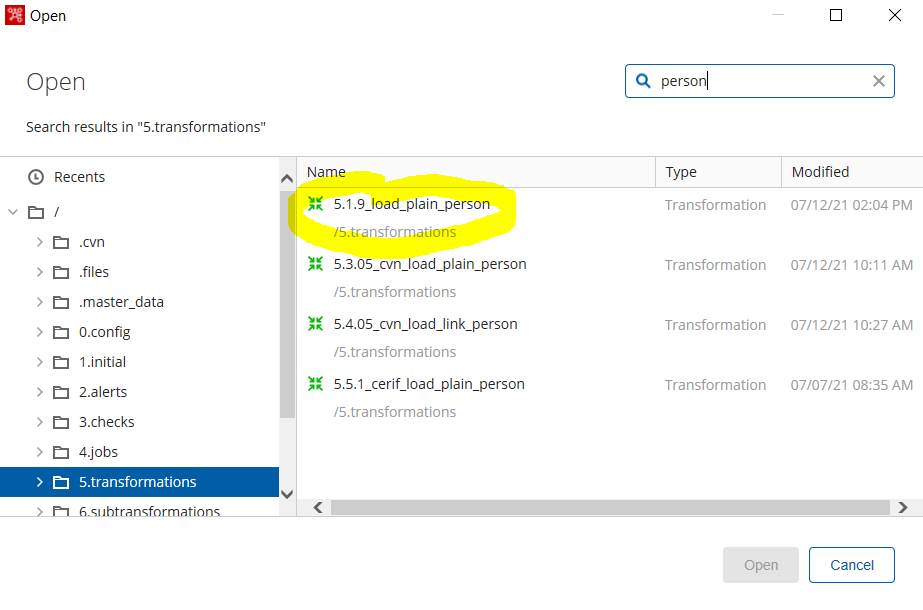 Open
Open
person
Search results in "5.transformations"
Recents
/
.cvn
.files
.master_data
0.config
1.initial
2.alerts
3.checks
4.jobs
5.transformations
6.subtransformations
Name Type Modified
5.1.9_load_plain_person Transformation 07/12/21 02:04 PM
/5.transformations
5.3.05_cvn_load_plain_person Transformation 07/12/21 10:11 AM
/5.transformations
5.4.05_cvn_load_link_person Transformation 07/12/21 10:27 AM
/5.transformations
5.5.1_cerif_load_plain_person Transformation 07/07/21 08:35 AM
/5.transformations
Open Cancel